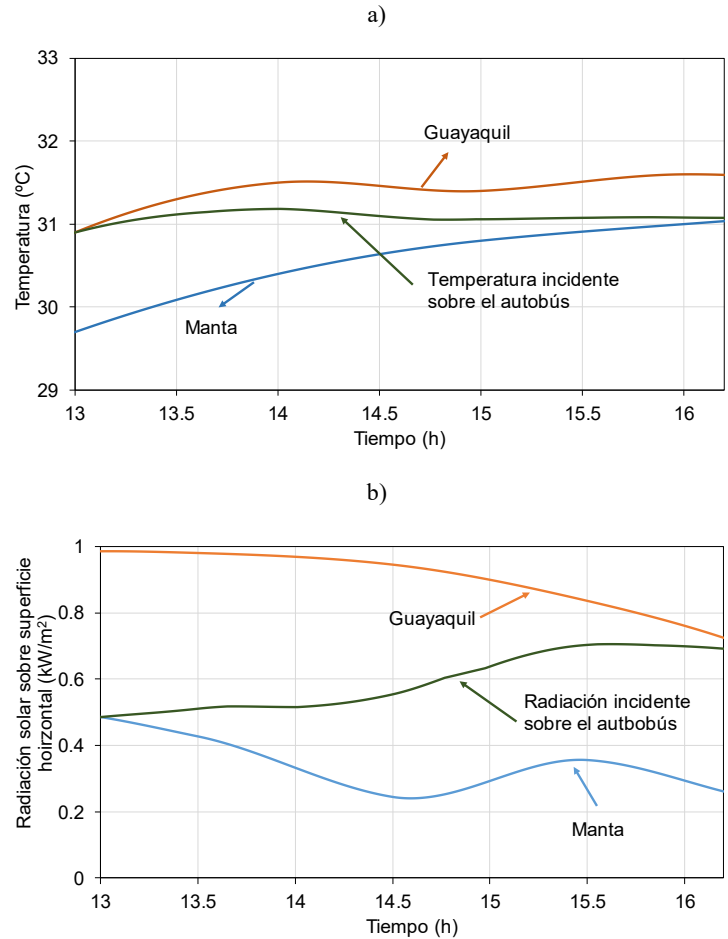 a)
33
32
31
30
29
Temperatura (ºC)
Guayaquil
Temperatura incidente
sobre el autobús
Manta
13
13.5
14
14.5
15
15.5
16
Tiempo (h)
b)
1
0.8
0.6
0.4
0.2
0
Radiación solar sobre superficie
hoirzontal (kW/m²)
Guayaquil
Radiación incidente
sobre el autbobús
Manta
13
13.5
14
14.5
15
15.5
16
Tiempo (h)